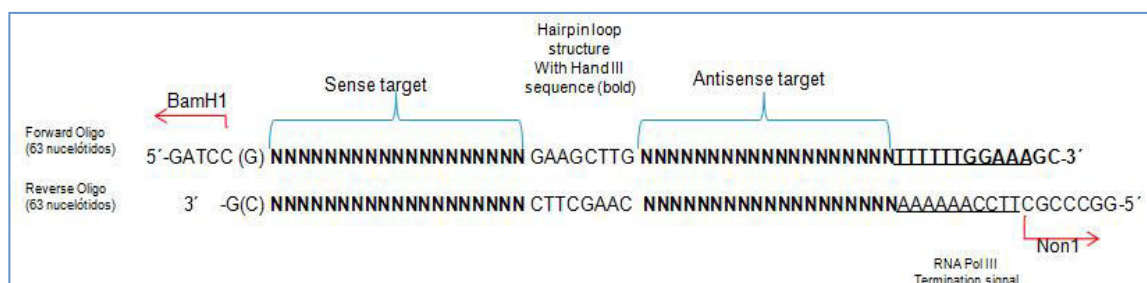 Hairpin loop
structure
With Hand III
sequence (bold)
Sense target
Antisense target
BamH1
Forward Oligo
(63 nucelótidos)
5´-GATCC (G) NNNNNNNNNNNNNNNNNNN GAAGCTTG NNNNNNNNNNNNNNNNNNNTTTTTTGGAAAGC-3´
Reverse Oligo
(63 nucelótidos)
3´ -G(C) NNNNNNNNNNNNNNNNNNN CTTCGAAC NNNNNNNNNNNNNNNNNNNAAAAAACCTTCGCCCGG-5´
Non1
RNA Pol III
Termination signal